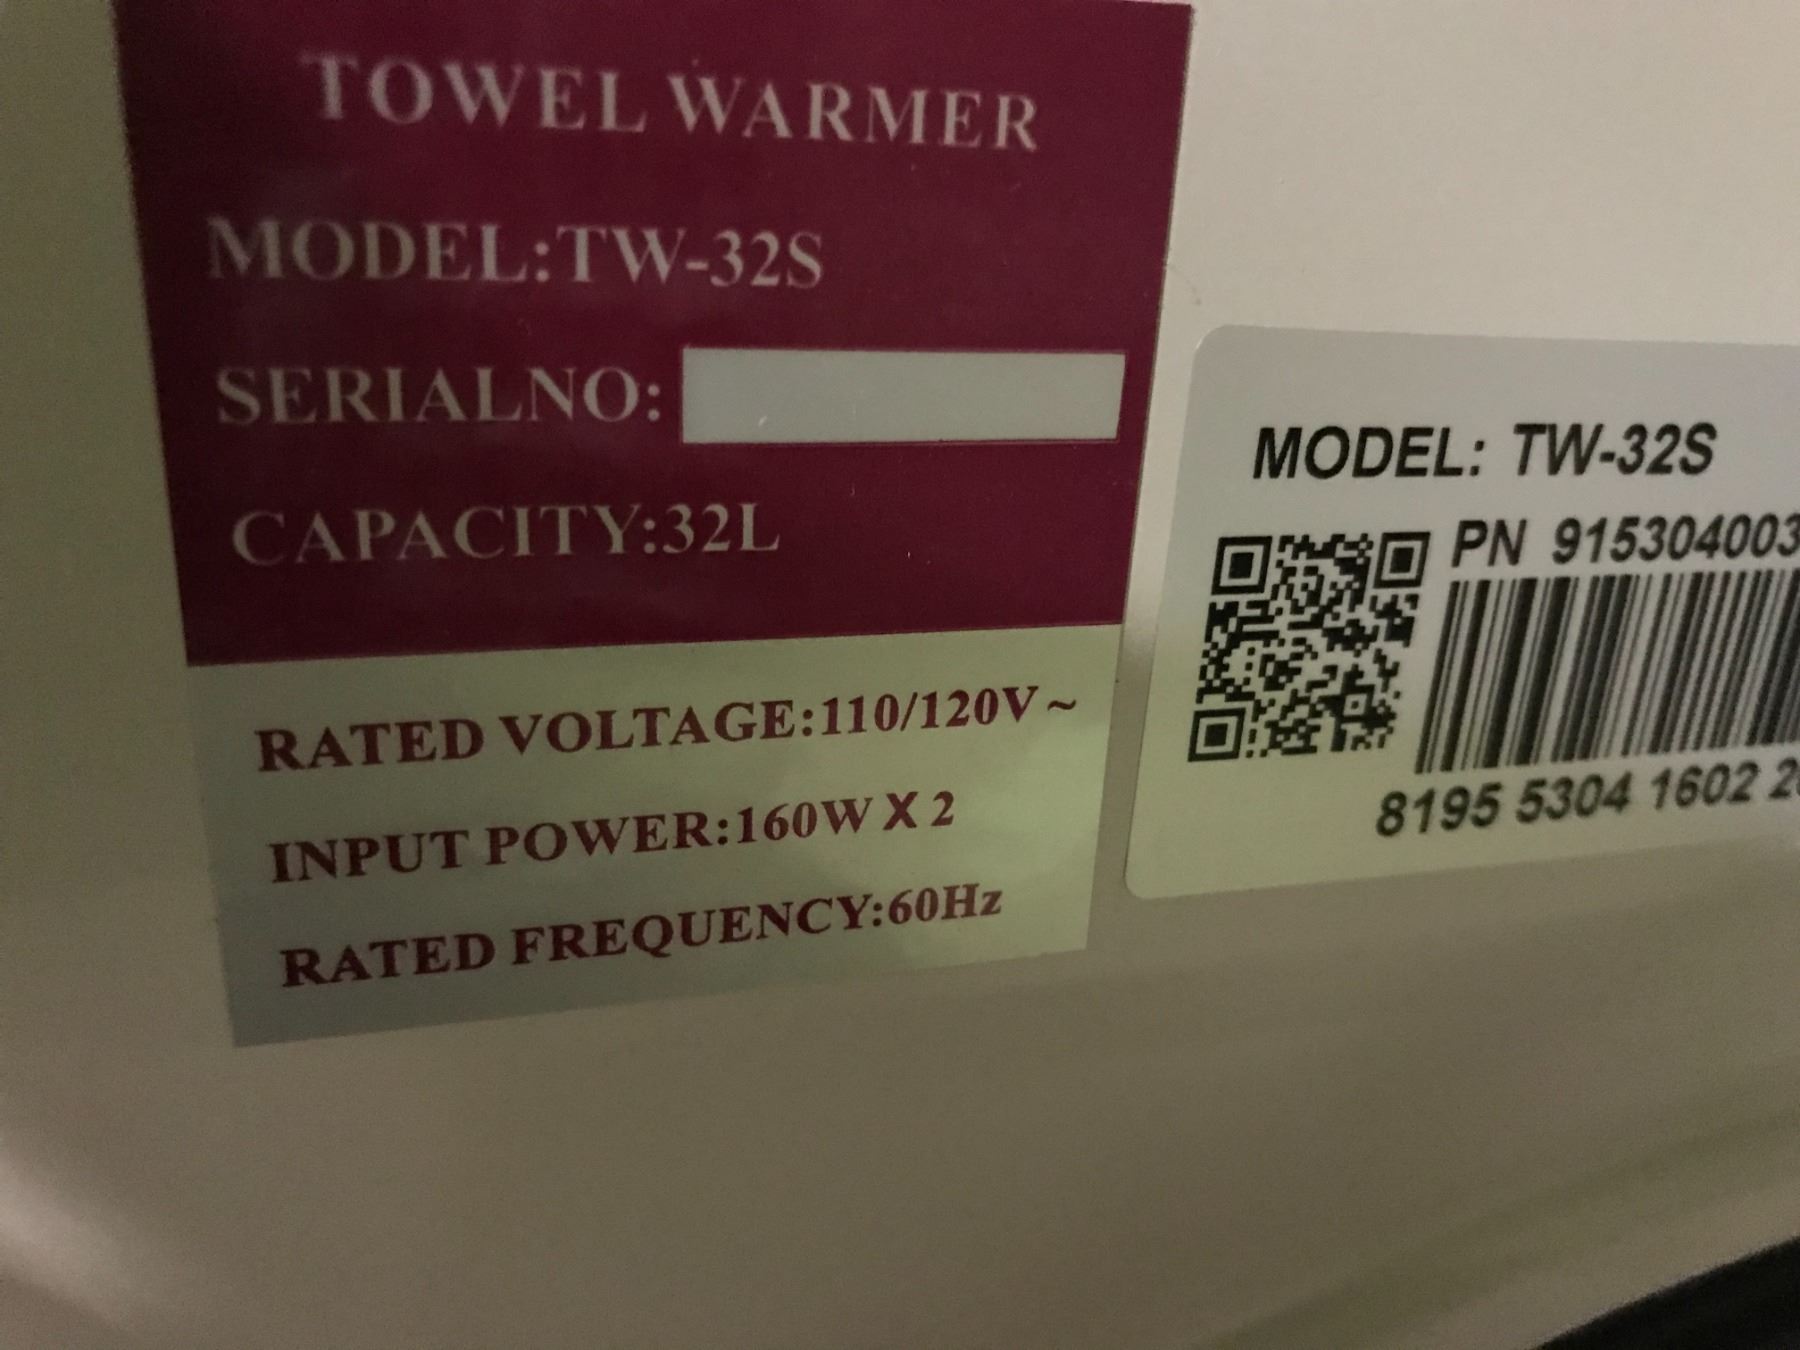 TOWEL WARMER
MODEL:TW-32S
SERIALNO:
CAPACITY:32L
RATED VOLTAGE:110/120V~
INPUT POWER:160W X 2
RATED FREQUENCY:60Hz
MODEL: TW-32S
PN 915304003
8195 5304 1602 2